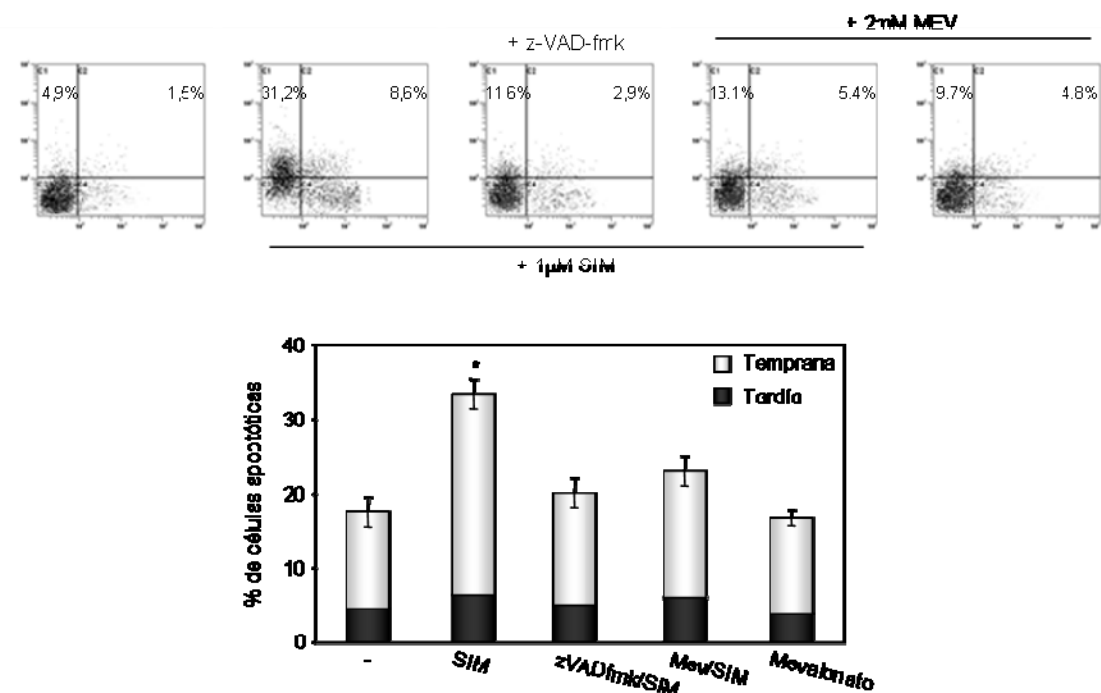 + 2mM MEV
+ z-VAD-fmk
4,9% 1,5%
31,2% 8,6%
11 6% 2,9%
13.1% 5.4%
9.7% 4.8%
+ 1µM SIM
% de células apoptóticas
40
30
20
10
0
*
Temprana
Tardía
-
SIM
zVADfmk/SIM
Mev/SIM
Mevalonato